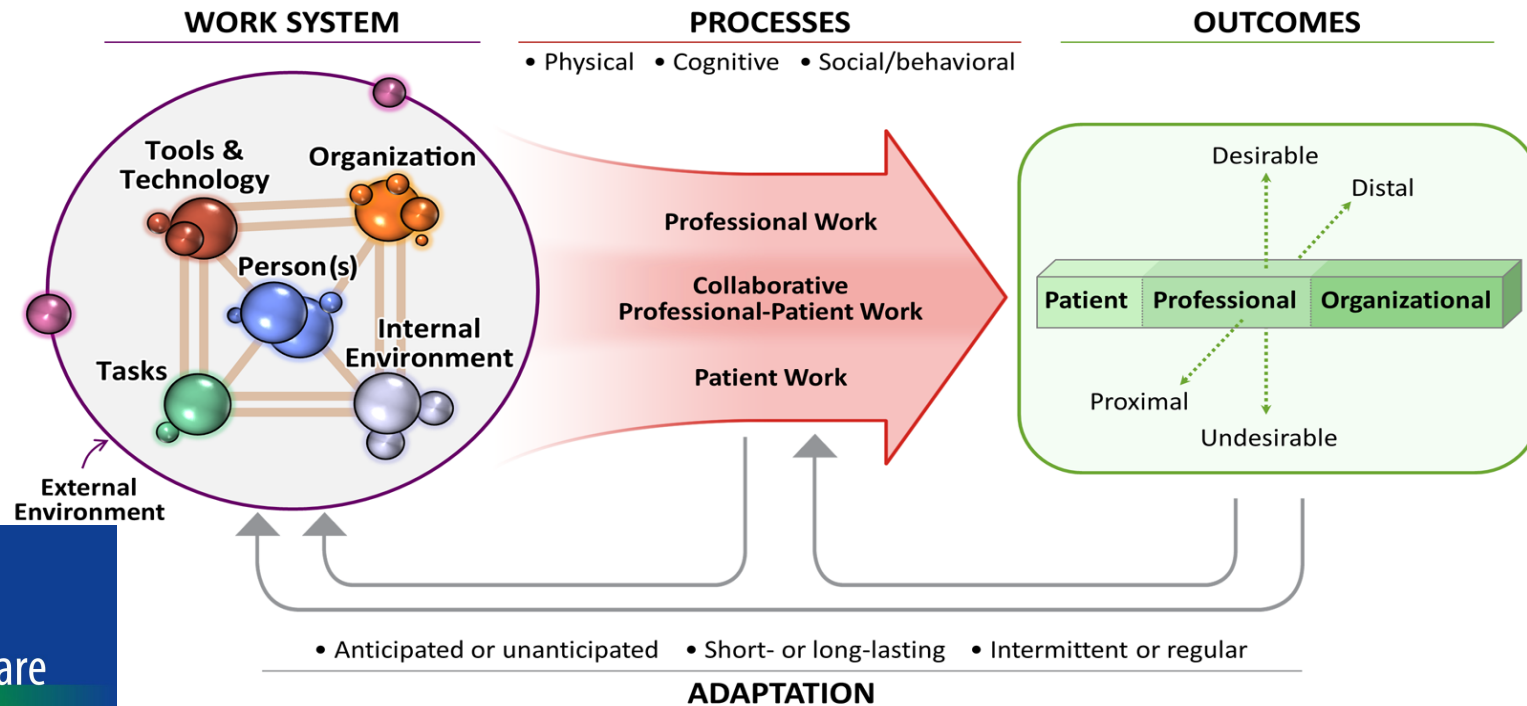 WORK SYSTEM
PROCESSES
• Physical • Cognitive • Social/behavioral
OUTCOMES
Tools &
Technology
Organization
Person(s)
Internal
Environment
Tasks
External
Environment
Professional Work
Collaborative
Professional-Patient Work
Patient Work
Desirable
Distal
Patient
Professional
Organizational
Proximal
Undesirable
are
• Anticipated or unanticipated • Short- or long-lasting • Intermittent or regular
ADAPTATION